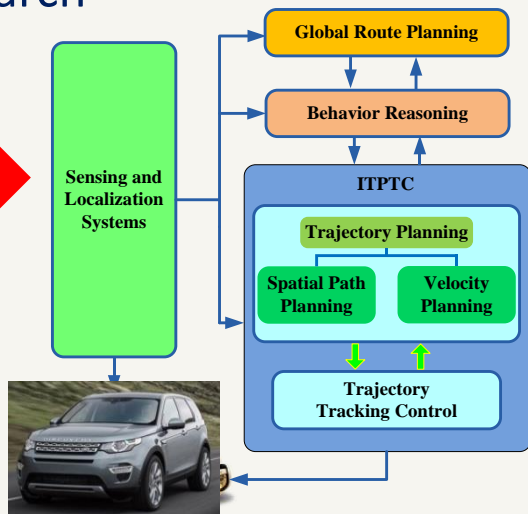 Global Route Planning
Behavior Reasoning
Sensing and
Localization
Systems
ITPTC
Trajectory Planning
Spatial Path
Planning
Velocity
Planning
Trajectory
Tracking Control